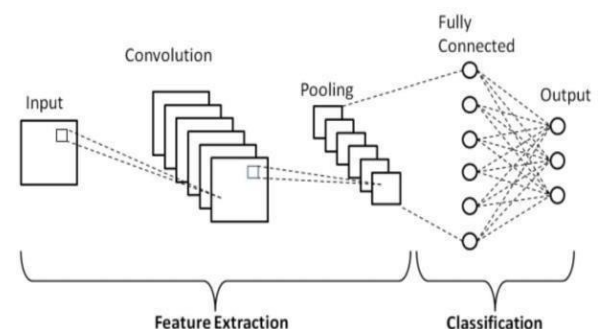 Fully
Connected
Convolution
Pooling
Input
Output
Feature Extraction
Classification